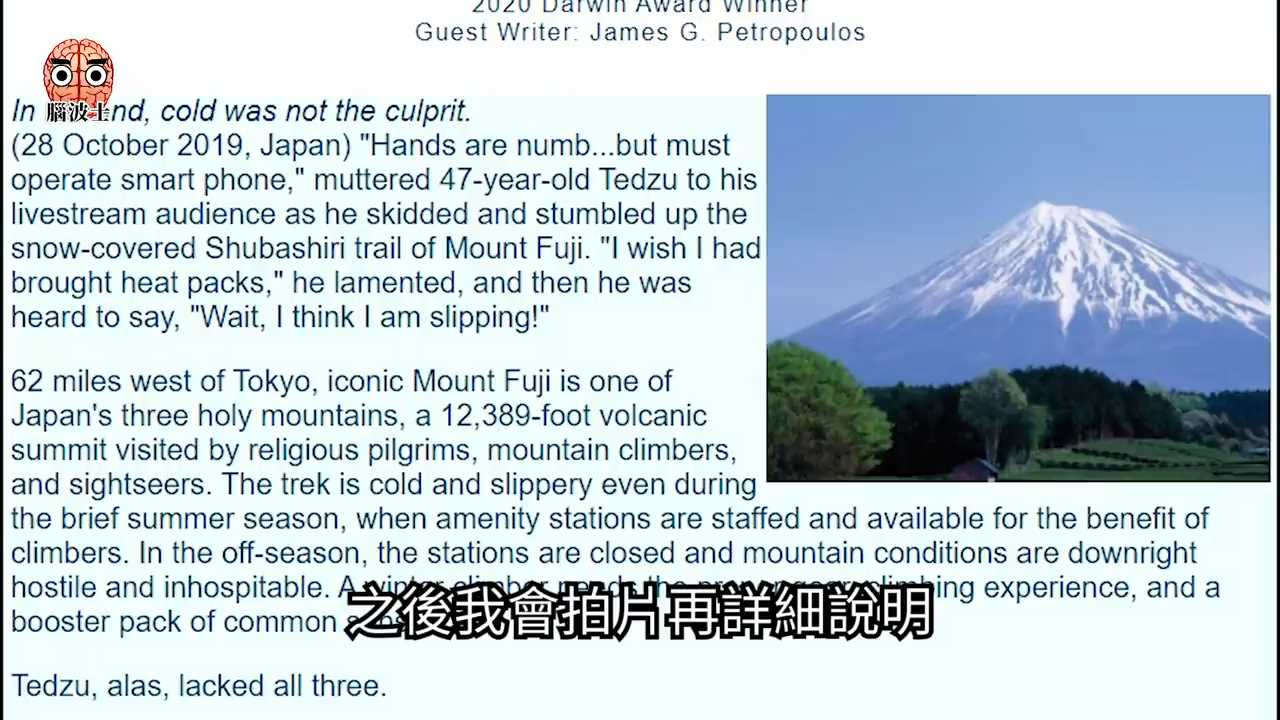 2020 Darwin Award Winner
Guest Writer: James G. Petropoulos
腦波士
In nd, cold was not the culprit.
(28 October 2019, Japan) "Hands are numb...but must
operate smart phone," muttered 47-year-old Tedzu to his
livestream audience as he skidded and stumbled up the
snow-covered Shubashiri trail of Mount Fuji. "I wish I had
brought heat packs," he lamented, and then he was
heard to say, "Wait, I think I am slipping!"
62 miles west of Tokyo, iconic Mount Fuji is one of
Japan's three holy mountains, a 12,389-foot volcanic
summit visited by religious pilgrims, mountain climbers,
and sightseers. The trek is cold and slippery even during
the brief summer season, when amenity stations are staffed and available for the benefit of
climbers. In the off-season, the stations are closed and mountain conditions are downright
hostile and inhospitable. A winter climber needs the proper gear, climbing experience, and a
booster pack of common
之後我會拍片再詳細說明
Tedzu, alas, lacked all three.